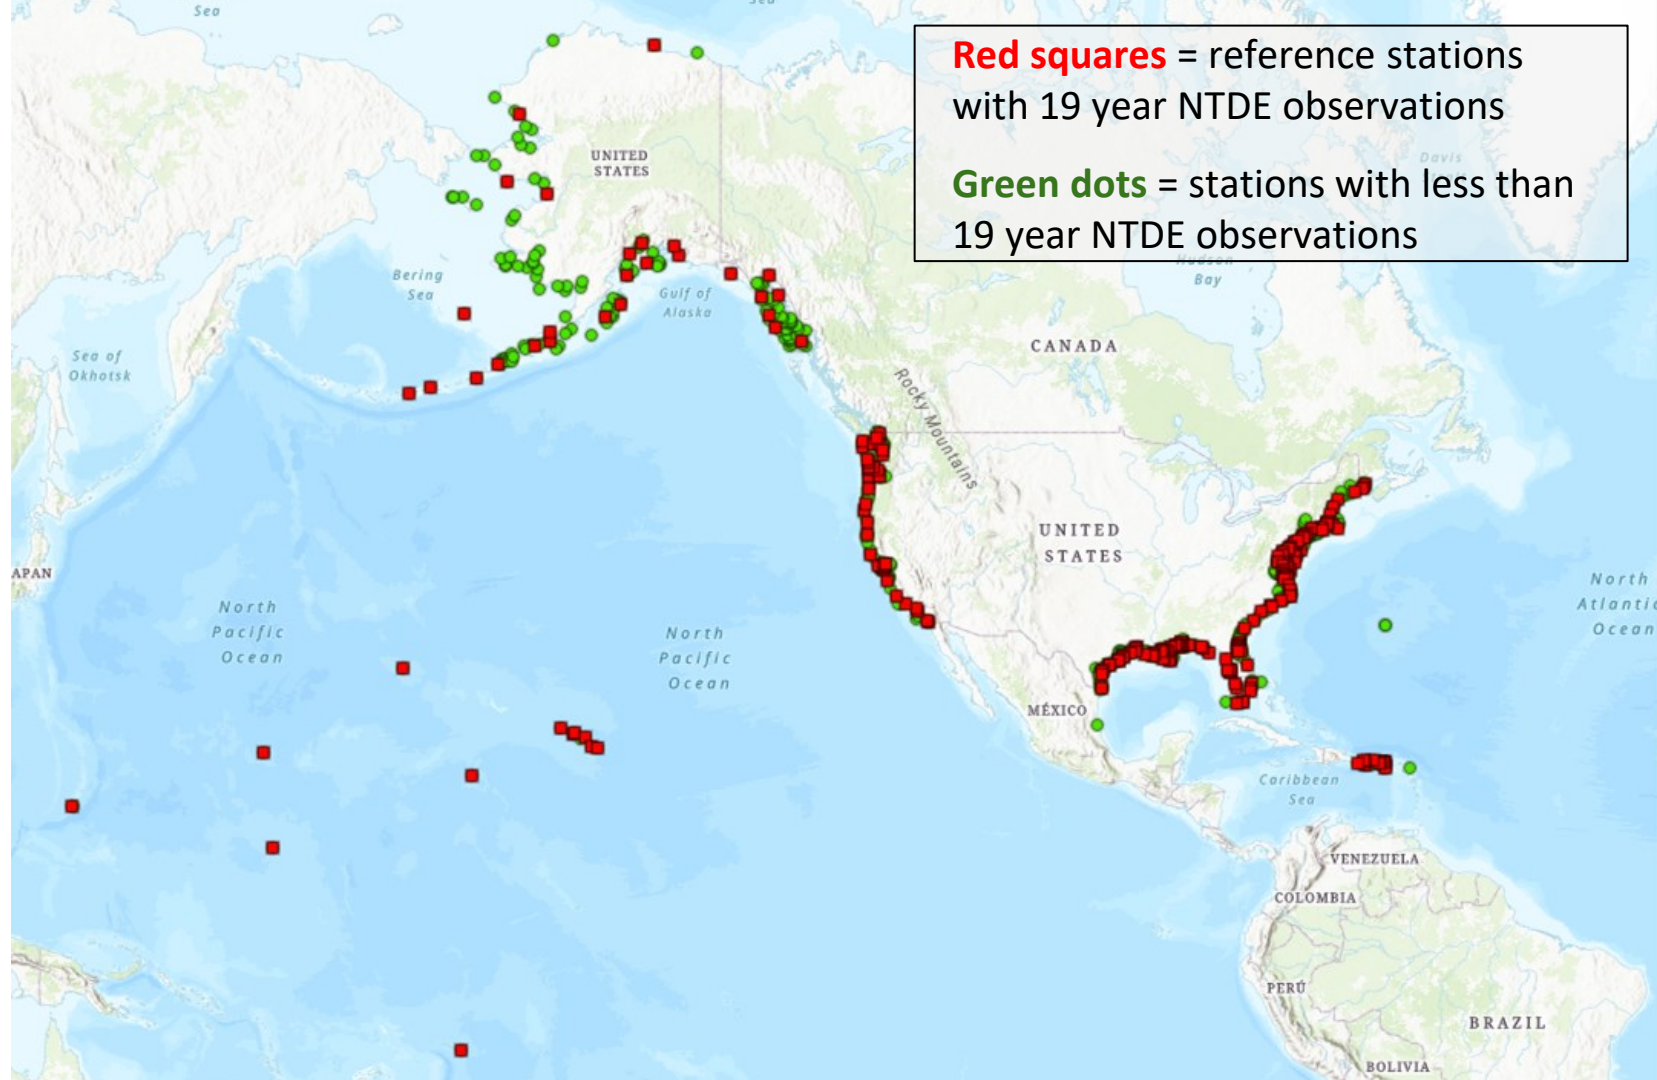 Sea
Sea
Red squares = reference stations
with 19 year NTDE observations
Green dots = stations with less than
19 year NTDE observations
Davis
Hudson
Bay
UNITED
STATES
Bering
Sea
Gulf of
Alaska
Sea of
Okhotsk
CANADA
Rocky Mountains
UNITED
STATES
APAN
North
Pacific
Ocean
North
Pacific
Ocean
North
Atlantic
Ocean
MÉXICO
Caribbean
Sea
VENEZUELA
COLOMBIA
PERÚ
BRAZIL
BOLIVIA